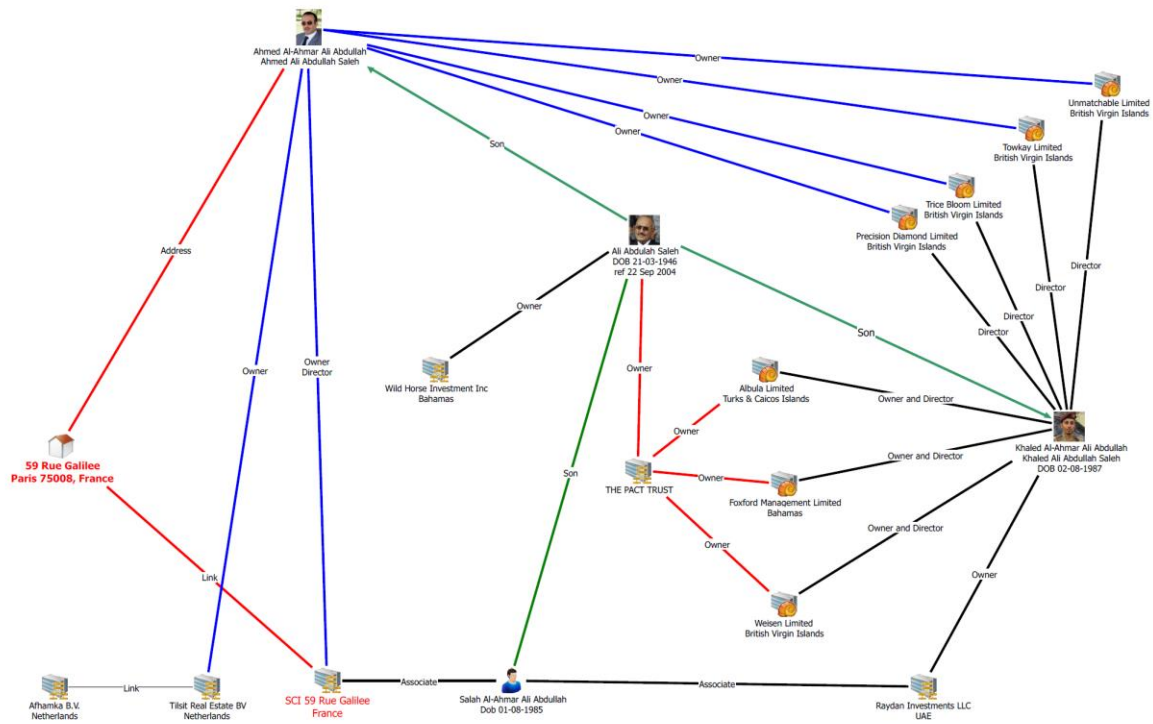 Ahmed Al-Ahmar Ali Abdullah
Ahmed Ali Abdullah Saleh
Owner
Owner
Owner
Owner
Unmatchable Limited
British Virgin Islands
Towkay Limited
British Virgin Islands
Son
Trice Bloom Limited
British Virgin Islands
Precision Diamond Limited
British Virgin Islands
Address
Ali Abdulah Saleh
DOB 21-03-1946
ref 22 Sep 2004
Director
Director
Director
Director
Owner
Son
Owner
Director
Owner
Owner
Wild Horse Investment Inc
Bahamas
Albula Limited
Turks & Caicos Islands
Owner and Director
Khaled Al-Ahmar Ali Abdullah
Khaled Ali Abdullah Saleh
DOB 02-08-1987
Owner
59 Rue Galilee
Paris 75008, France
Son
THE PACT TRUST
Owner
Foxford Management Limited
Bahamas
Owner and Director
Owner
Owner and Director
Link
Owner
Weisen Limited
British Virgin Islands
Link
Afhamka B.V.
Netherlands
Tilsit Real Estate BV
Netherlands
SCI 59 Rue Galilee
France
Associate
Salah Al-Ahmar Ali Abdullah
Dob 01-08-1985
Associate
Raydan Investments LLC
UAE